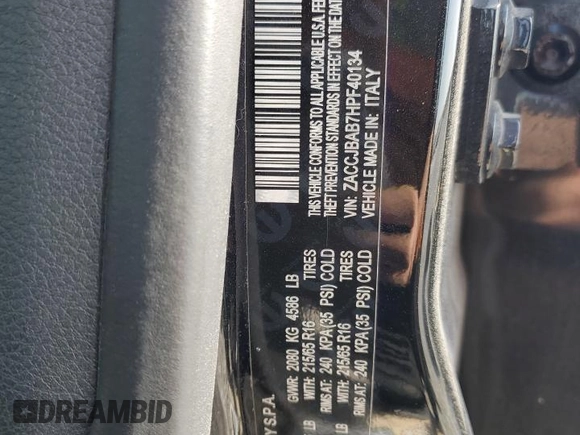 THIS VEHICLE CONFORMS TO ALL APPLICABLE U.S.A. FE
THEFT PREVENTION STANDARDS IN EFFECT ON THE DAT
VIN: ZACCJBAB7HPF40134
VEHICLE MADE IN: ITALY
Y S.P.A.
GVWR: 2080 KG 4586 LB
LB WITH: 215/65 R16 TIRES
RIMS AT: 240 KPA(35 PSI) COLD
LB WITH: 215/65 R16 TIRES
RIMS AT: 240 KPA(35 PSI) COLD
DREAMBID